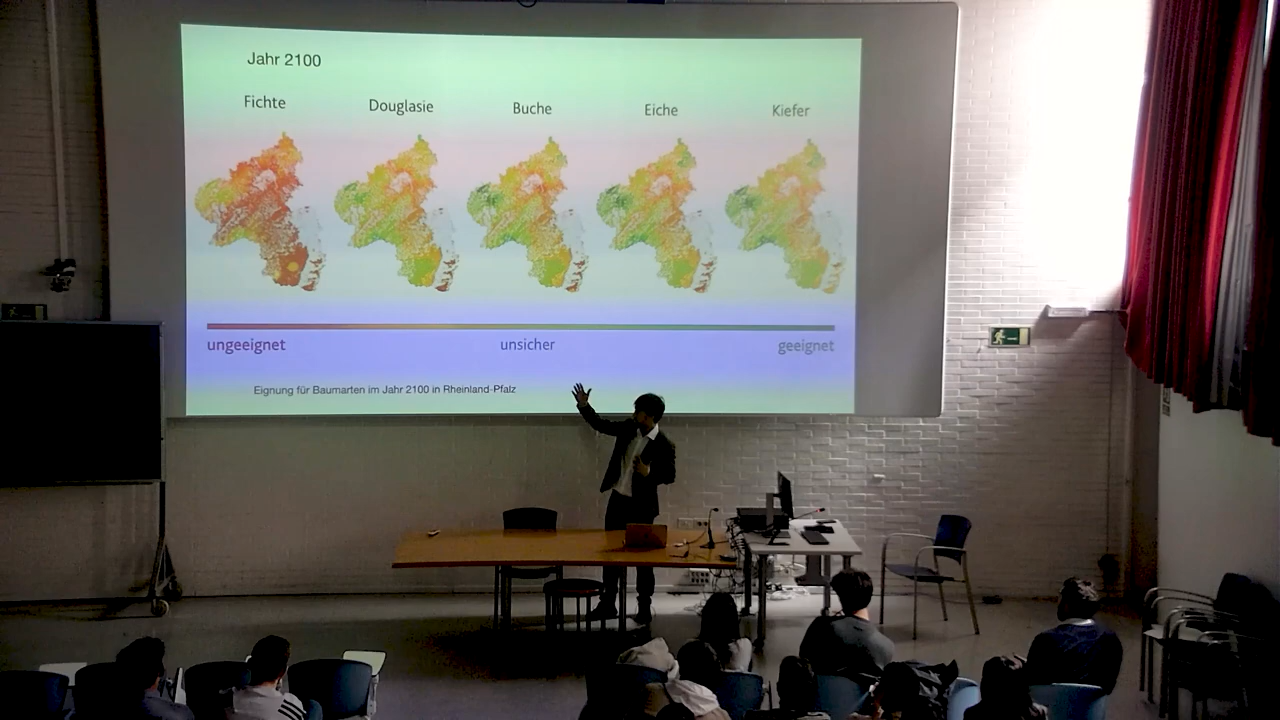 Jahr 2100
Fichte
Douglasie
Buche
Eiche
Kiefer
ungeeignet
unsicher
geeignet
Eignung für Baumarten im Jahr 2100 in Rheinland-Pfalz